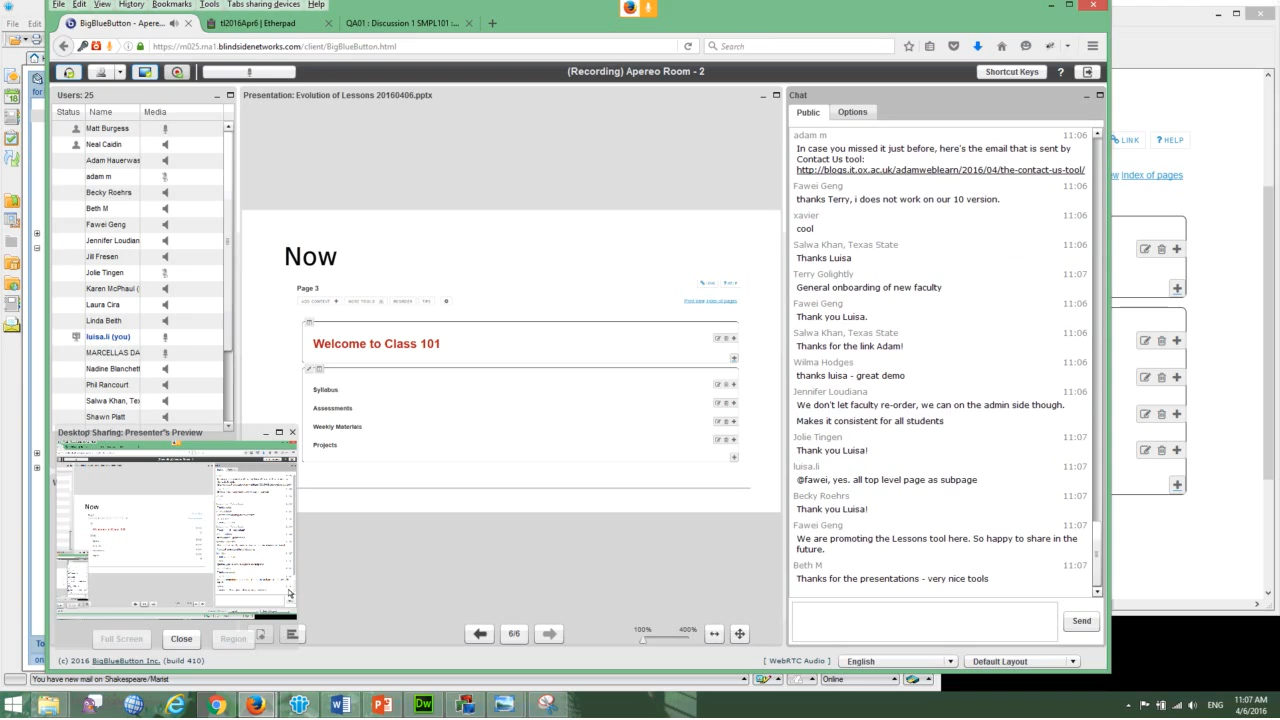 File Edit View History Bookmarks Tools Tabs sharing devices Help
File
BigBlueButton - Apere...
tl2016Apr6 | Etherpad
QA01 : Discussion 1 SMPL101 :...
https://m025.ma1.blindsidenetworks.com/client/BigBlueButton.html
Search
(Recording) Apereo Room - 2
Shortcut Keys
Users: 25
Status Name Media
Matt Burgess
Neal Caidin
Adam Hauerwas
adam m
Becky Roehrs
Beth M
Fawei Geng
Jennifer Loudian
Jill Fresen
Jolie Tingen
Karen McPhaul (
Laura Cira
Linda Beith
luisa.li (you)
MARCELLAS DA
Nadine Blanchett
Phil Rancourt
Salwa Khan, Tex
Shawn Platt
Desktop Sharing: Presenter"s Preview
Now
Full Screen
Close
Region
Presentation: Evolution of Lessons 20160406.pptx
Now
Page 3
ADD CONTENT
MORE TOOLS
REORDER
TIPS
Print view Index of pages
Welcome to Class 101
Syllabus
Assessments
Weekly Materials
Projects
6/6
100%
400%
Chat
Public
Options
adam m 11:06
In case you missed it just before, here's the email that is sent by
Contact Us tool:
http://blogs.it.ox.ac.uk/adamweblearn/2016/04/the-contact-us-tool/
Fawei Geng 11:06
thanks Terry, i does not work on our 10 version.
xavier 11:06
cool
Salwa Khan, Texas State 11:06
Thanks Luisa
Terry Golightly 11:07
General onboarding of new faculty
Fawei Geng 11:06
Thank you Luisa.
Salwa Khan, Texas State 11:06
Thanks for the link Adam!
Wilma Hodges 11:06
thanks luisa - great demo
Jennifer Loudiana 11:06
We don't let faculty re-order, we can on the admin side though.
Makes it consistent for all students
Jolie Tingen 11:07
Thank you Luisa!
luisa.li 11:07
@fawei, yes. all top level page as subpage
Becky Roehrs 11:07
Thank you Luisa!
Fawei Geng 11:07
We are promoting the Lessons tool here. So happy to share in the
future.
Beth M 11:07
Thanks for the presentations - very nice tools
Send
(c) 2016 BigBlueButton Inc. (build 410)
[ WebRTC Audio ]
English
Default Layout
LINK
? HELP
Index of pages
You have new mail on Shakespeare/Marist
Online
ENG
11:07 AM
4/6/2016